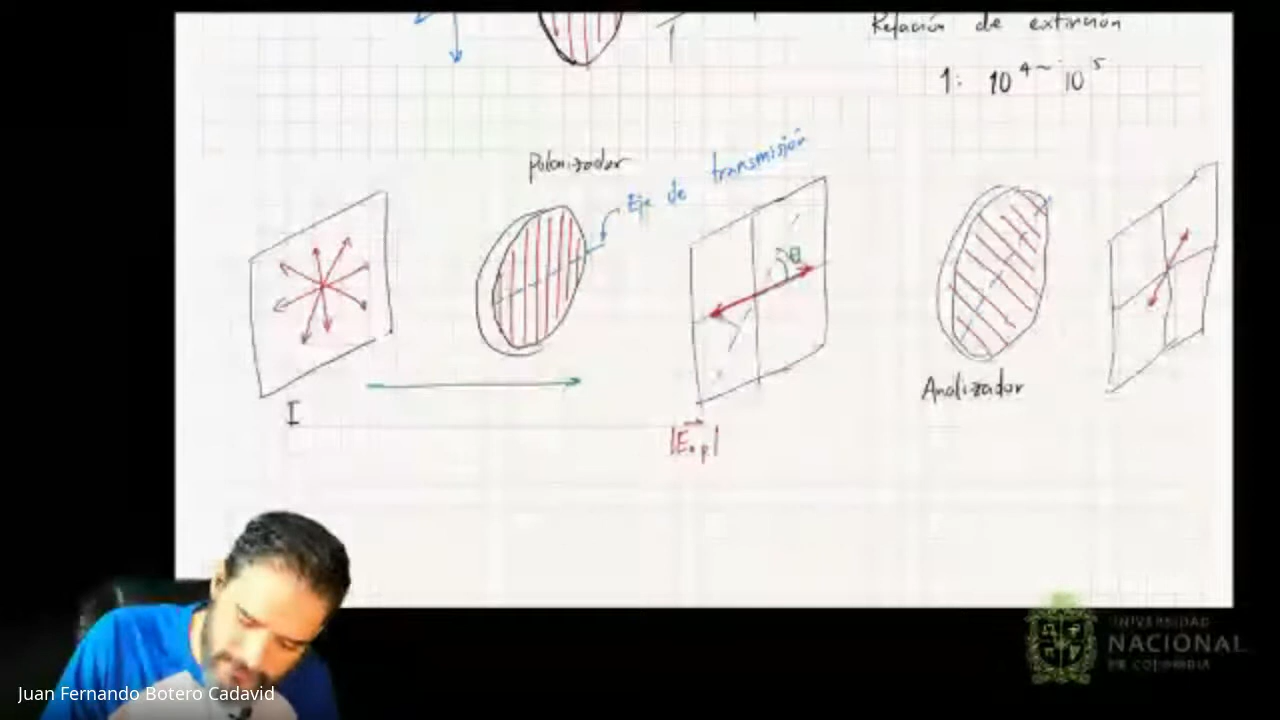 Relación de extinción
1: 10⁴~10⁵
Polarizador
Eje de transmisión
θ
I
|E₀ₚ|
Analizador
Juan Fernando Botero Cadavid
UNIVERSIDAD
NACIONAL
DE COLOMBIA